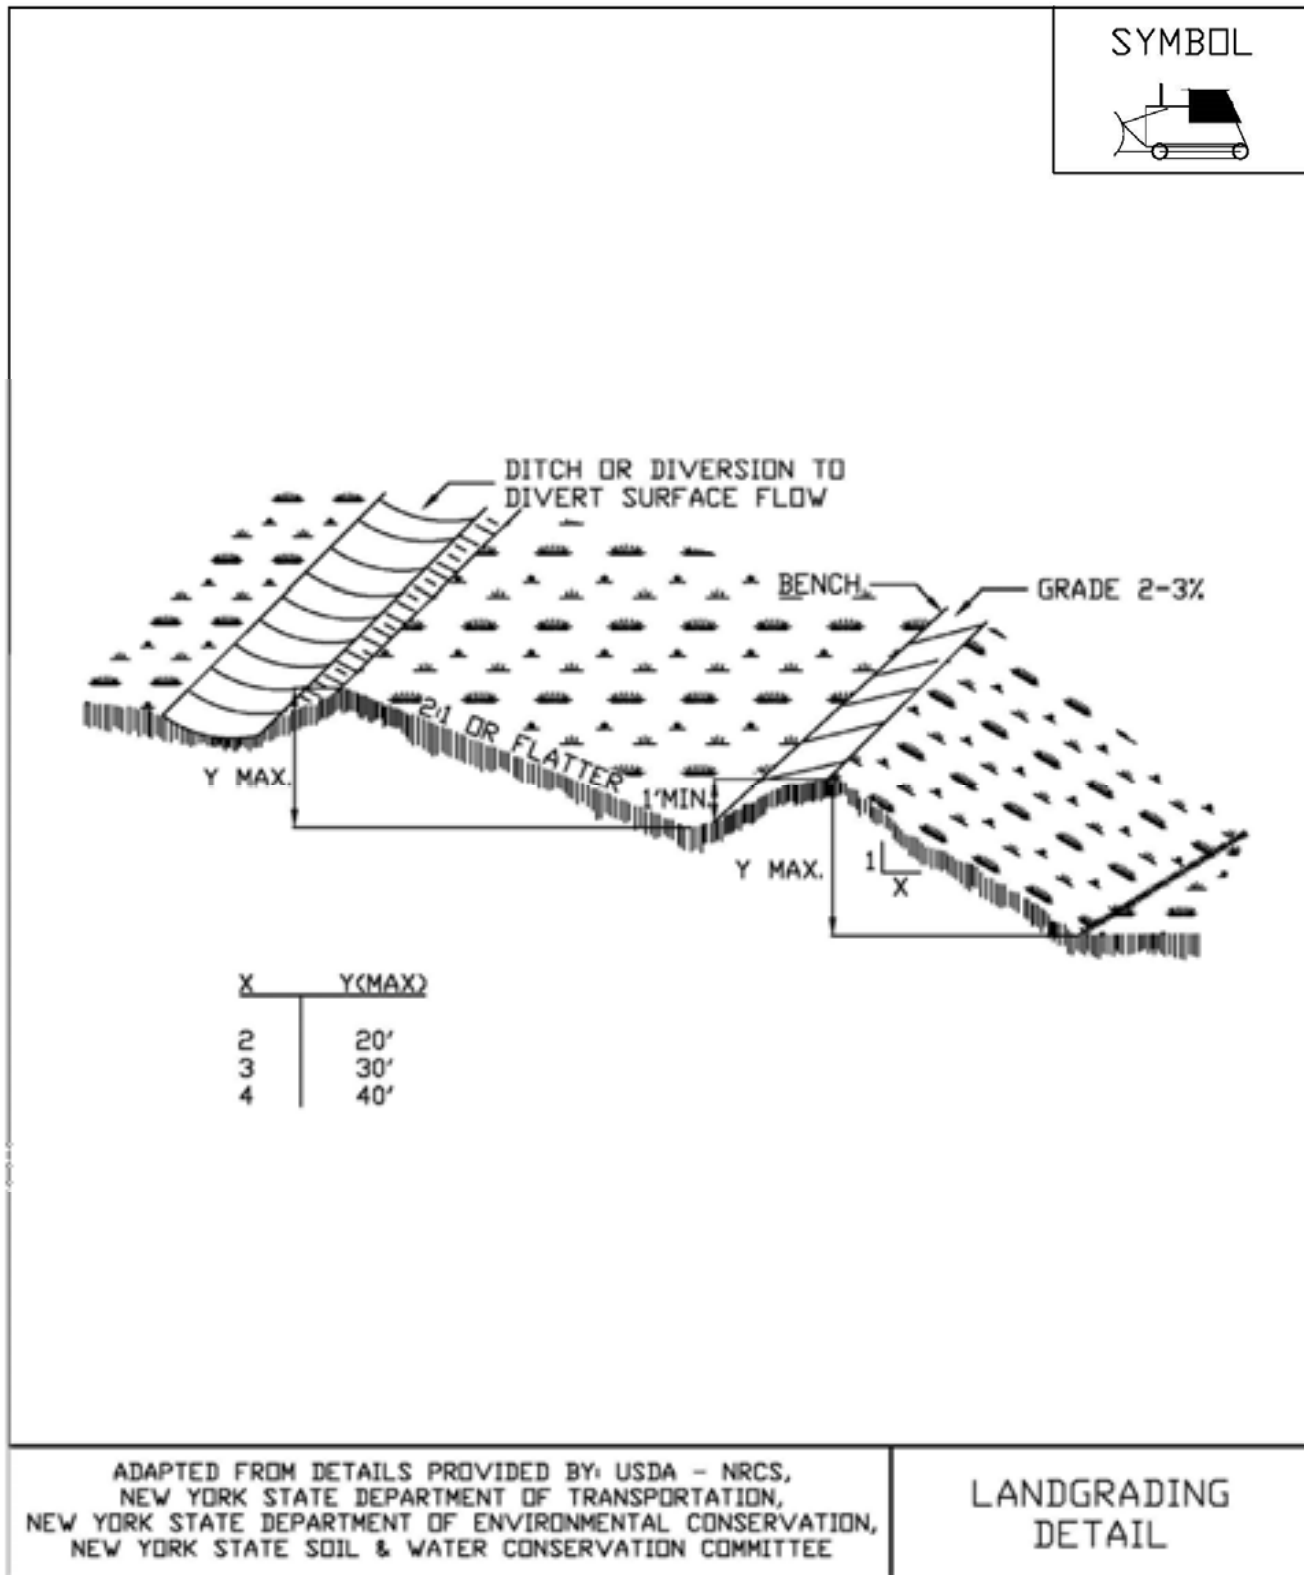 SYMBOL
DITCH OR DIVERSION TO
DIVERT SURFACE FLOW
BENCH
GRADE 2-3%
2:1 OR FLATTER
Y MAX.
1'MIN.
Y MAX.
1
X
X Y(MAX)
2 20'
3 30'
4 40'
ADAPTED FROM DETAILS PROVIDED BY: USDA - NRCS,
NEW YORK STATE DEPARTMENT OF TRANSPORTATION,
NEW YORK STATE DEPARTMENT OF ENVIRONMENTAL CONSERVATION,
NEW YORK STATE SOIL & WATER CONSERVATION COMMITTEE
LANDGRADING
DETAIL